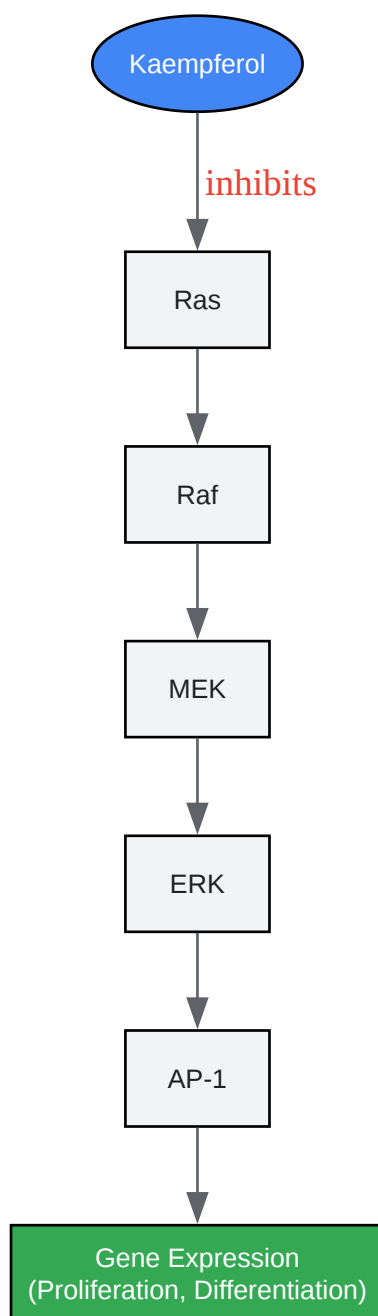 Kaempferol
inhibits
Ras
Raf
MEK
ERK
AP-1
Gene Expression
(Proliferation, Differentiation)